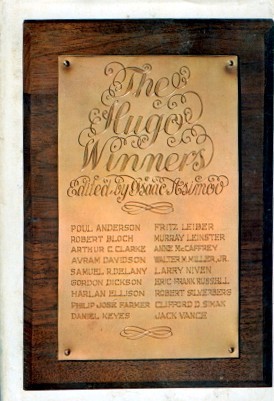 The
Hugo
Winners
Edited by Isaac Asimov
POUL ANDERSON
ROBERT BLOCH
ARTHUR C. CLARKE
AVRAM DAVIDSON
SAMUEL R. DELANY
GORDON DICKSON
HARLAN ELLISON
PHILIP JOSÉ FARMER
DANIEL KEYES
FRITZ LEIBER
MURRAY LEINSTER
ANNE McCAFFREY
WALTER M. MILLER, JR.
LARRY NIVEN
ERIC FRANK RUSSELL
ROBERT SILVERBERG
CLIFFORD D. SIMAK
JACK VANCE